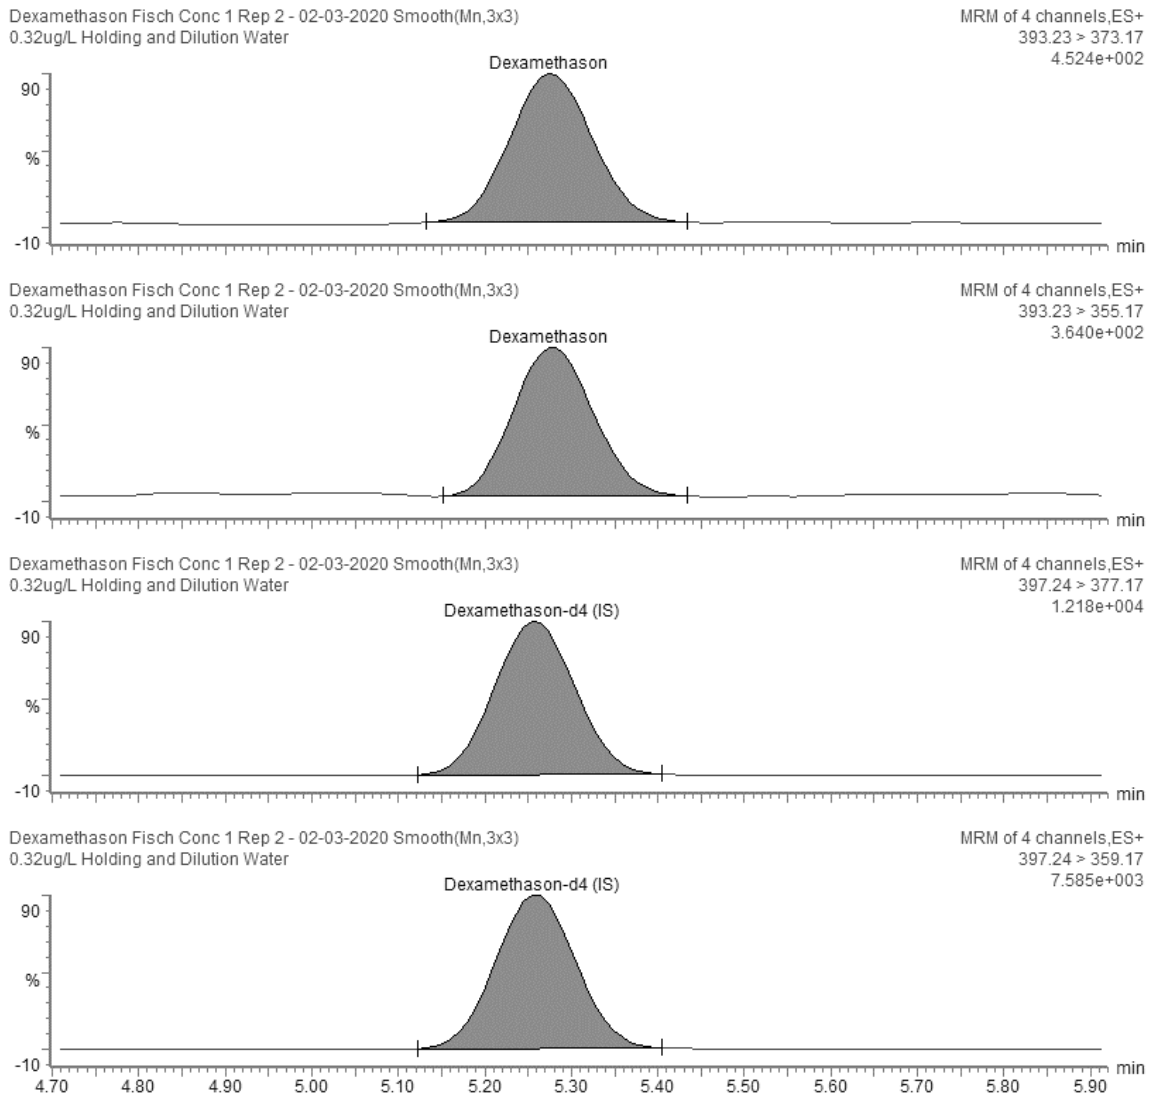 Dexamethason Fisch Conc 1 Rep 2 - 02-03-2020 Smooth(Mn,3x3)
0.32ug/L Holding and Dilution Water
MRM of 4 channels,ES+
393.23 > 373.17
4.524e+002
Dexamethason
90
%
-10
min
Dexamethason Fisch Conc 1 Rep 2 - 02-03-2020 Smooth(Mn,3x3)
0.32ug/L Holding and Dilution Water
MRM of 4 channels,ES+
393.23 > 355.17
3.640e+002
Dexamethason
90
%
-10
min
Dexamethason Fisch Conc 1 Rep 2 - 02-03-2020 Smooth(Mn,3x3)
0.32ug/L Holding and Dilution Water
MRM of 4 channels,ES+
397.24 > 377.17
1.218e+004
Dexamethason-d4 (IS)
90
%
-10
min
Dexamethason Fisch Conc 1 Rep 2 - 02-03-2020 Smooth(Mn,3x3)
0.32ug/L Holding and Dilution Water
MRM of 4 channels,ES+
397.24 > 359.17
7.585e+003
Dexamethason-d4 (IS)
90
%
-10
min
4.70 4.80 4.90 5.00 5.10 5.20 5.30 5.40 5.50 5.60 5.70 5.80 5.90